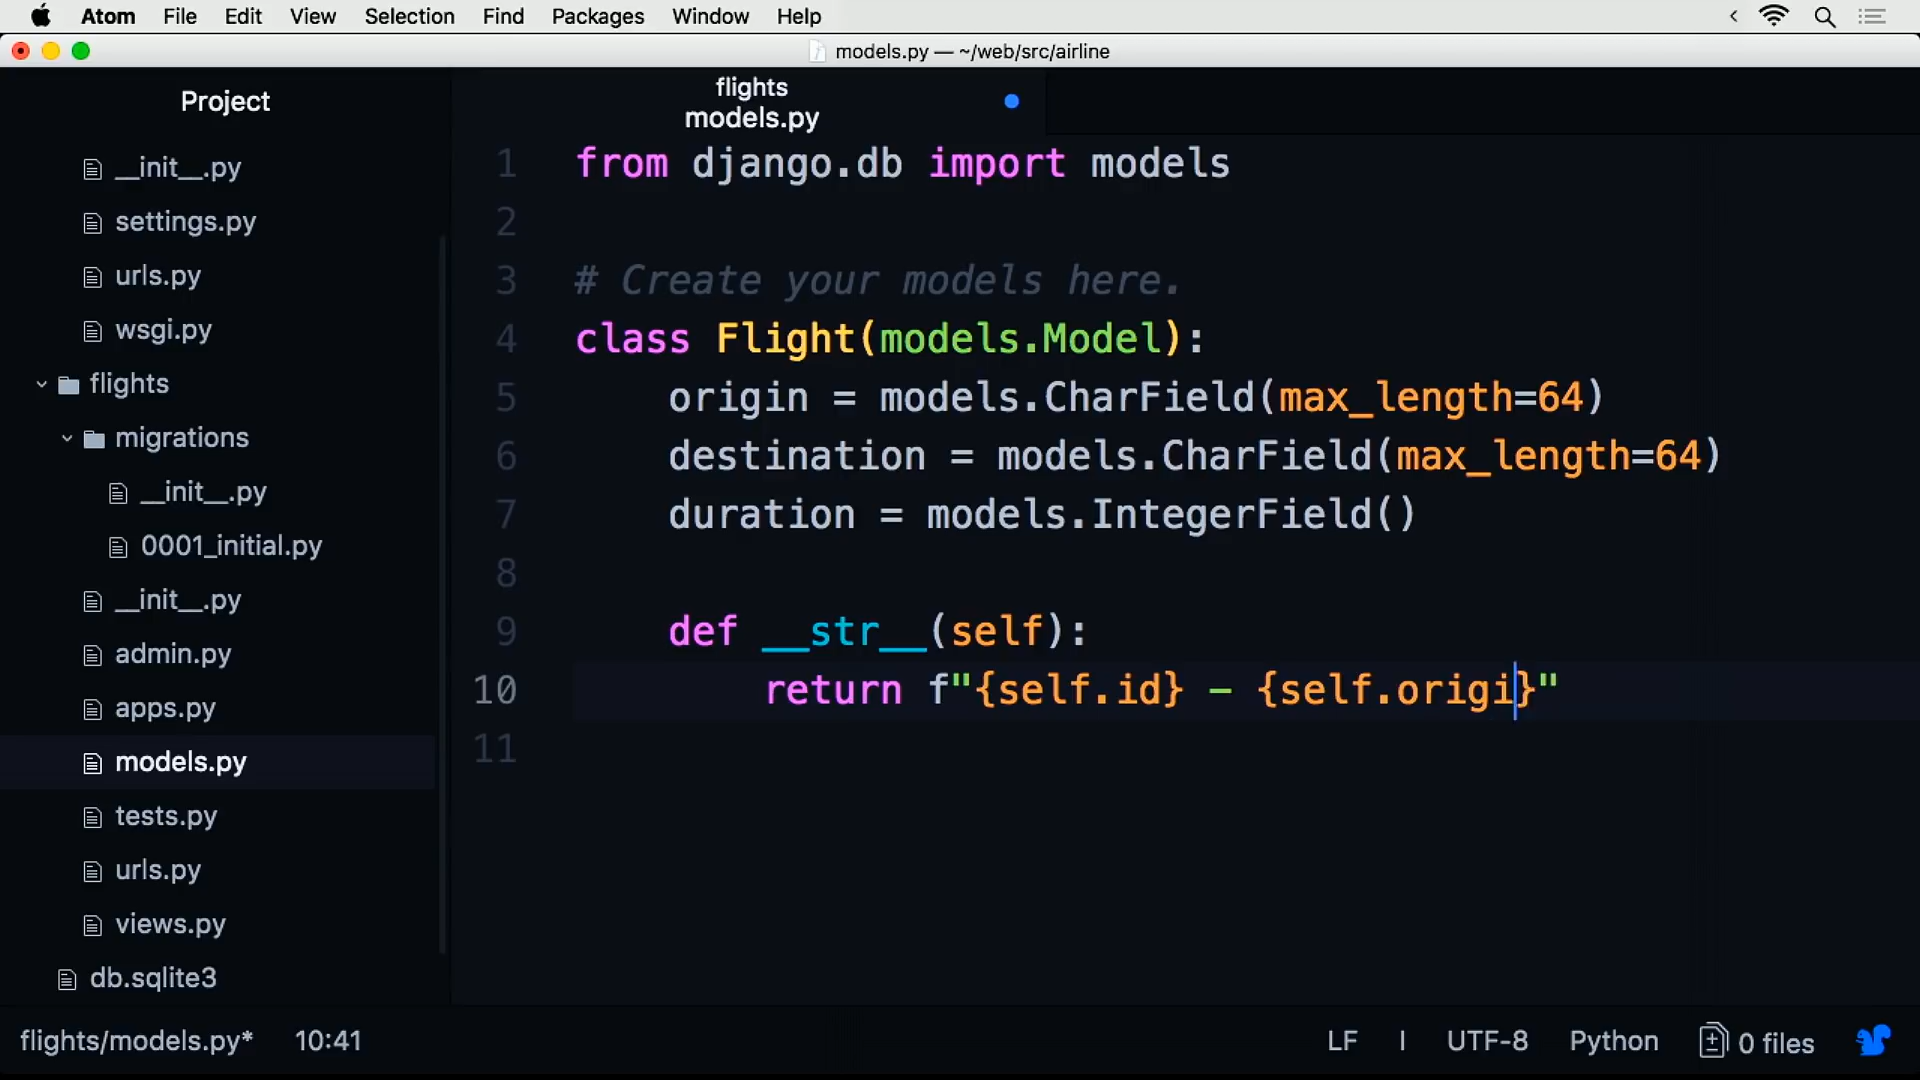 Atom File Edit View Selection Find Packages Window Help
models.py — ~/web/src/airline
Project
__init__.py
settings.py
urls.py
wsgi.py
flights
migrations
__init__.py
0001_initial.py
__init__.py
admin.py
apps.py
models.py
tests.py
urls.py
views.py
db.sqlite3
flights
models.py
1 from django.db import models
2
3 # Create your models here.
4 class Flight(models.Model):
5 origin = models.CharField(max_length=64)
6 destination = models.CharField(max_length=64)
7 duration = models.IntegerField()
8
9 def __str__(self):
10 return f"{self.id} - {self.origi}"
11
flights/models.py* 10:41 LF | UTF-8 Python 0 files